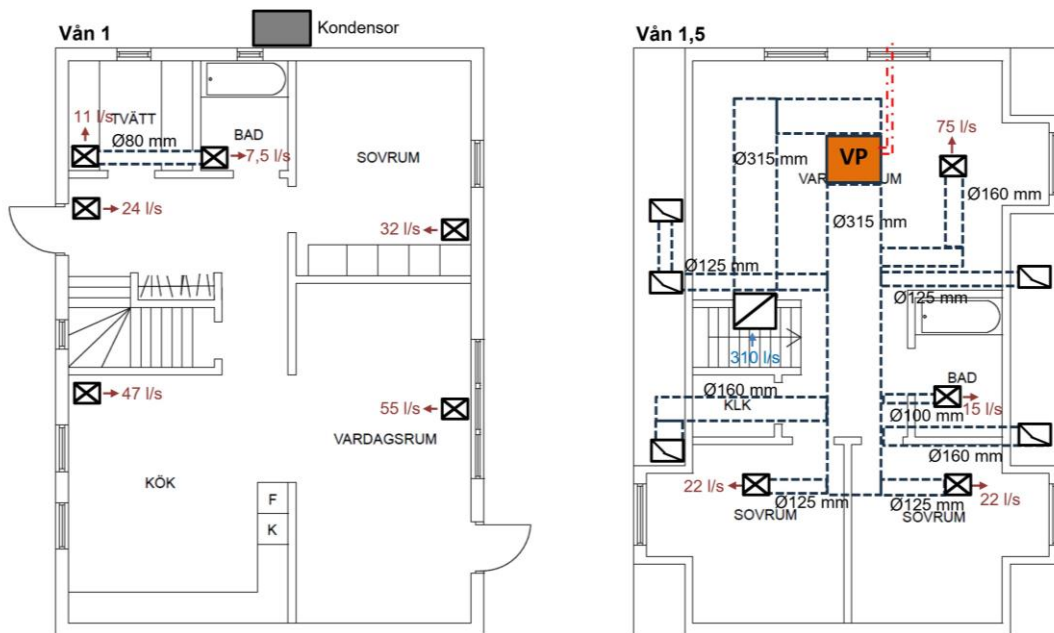 Vån 1
Kondensor
11 l/s
TVÄTT
Ø80 mm
BAD
7,5 l/s
SOVRUM
24 l/s
32 l/s
47 l/s
55 l/s
VARDAGSRUM
KÖK
F
K
Vån 1,5
75 l/s
Ø315 mm
VP
Ø160 mm
Ø315 mm
Ø125 mm
Ø125 mm
310 l/s
Ø160 mm
KLK
BAD
Ø100 mm
15 l/s
Ø160 mm
22 l/s
Ø125 mm
SOVRUM
Ø125 mm
SOVRUM
22 l/s